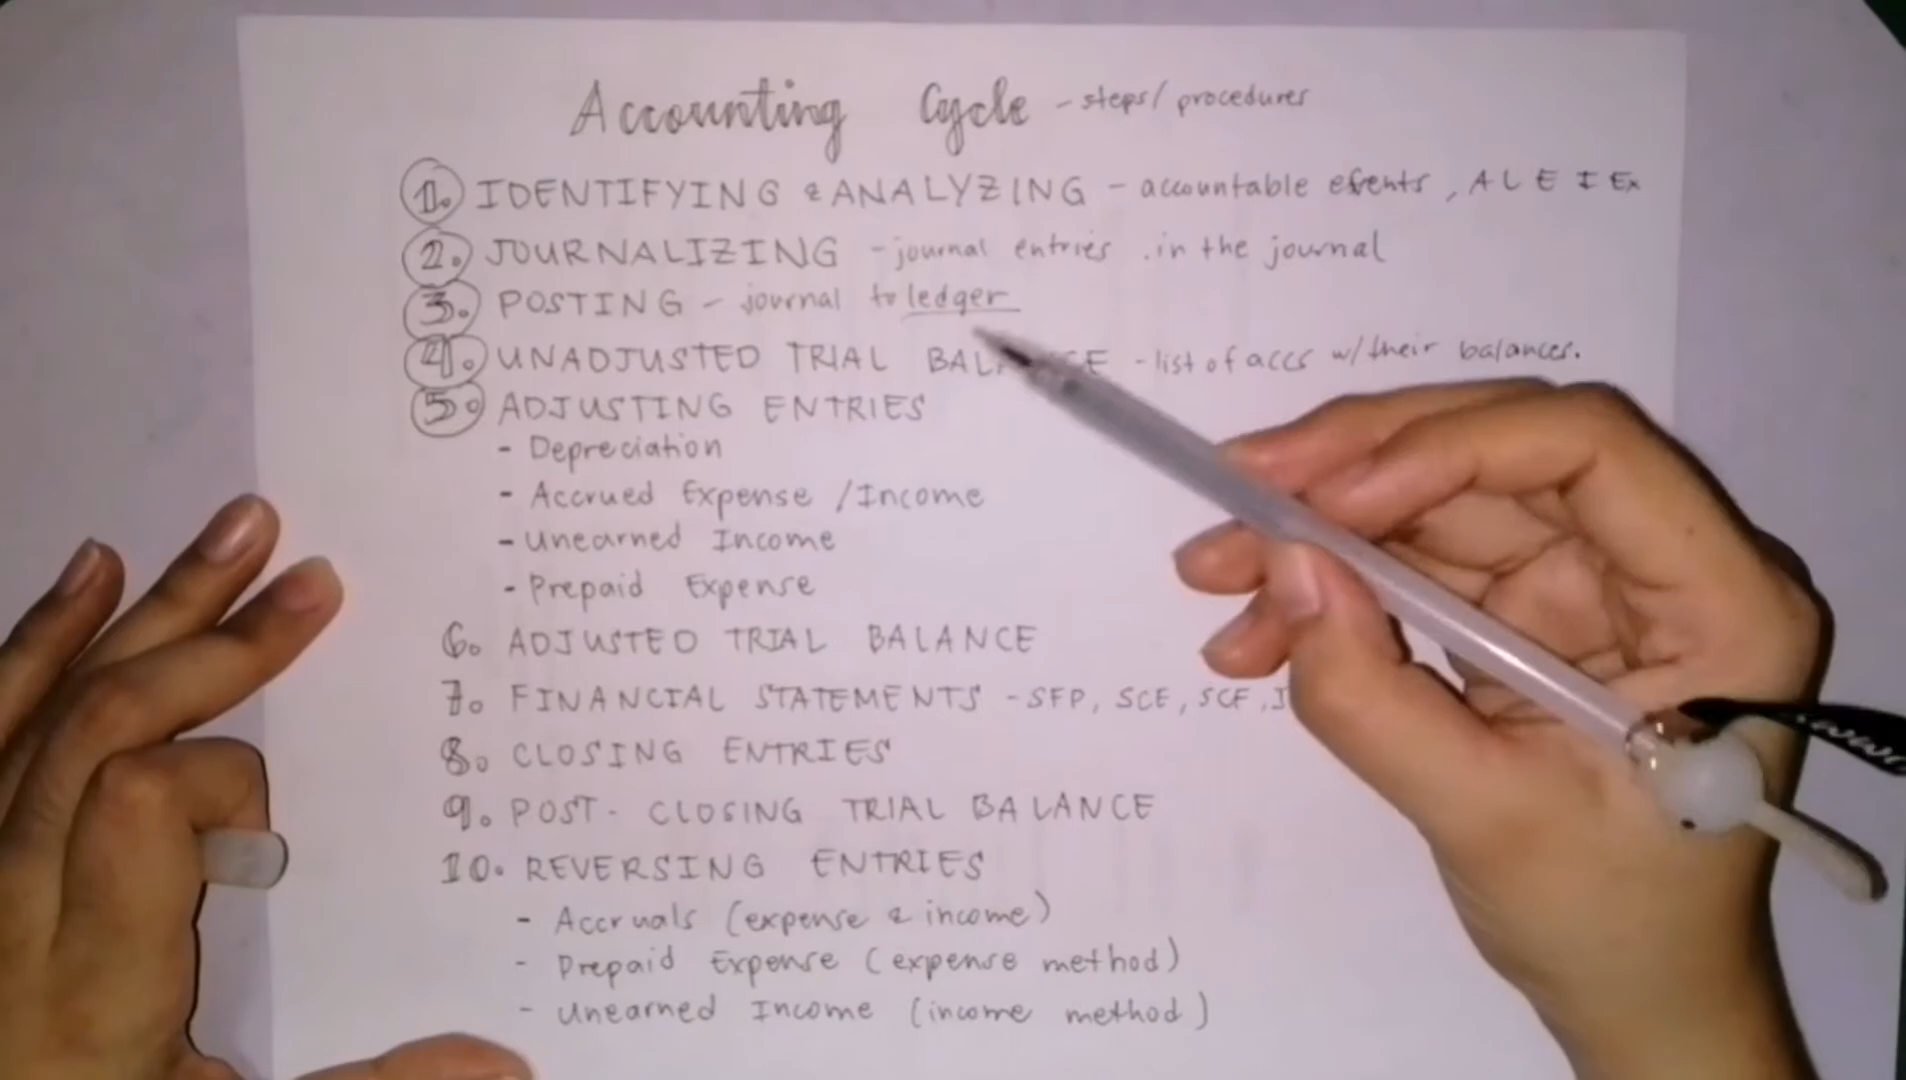 Accounting Cycle - steps/procedures
1. IDENTIFYING & ANALYZING - accountable events, A L E I Ex
2. JOURNALIZING - journal entries . in the journal
3. POSTING - journal to ledger
4. UNADJUSTED TRIAL - list of accs w/their balances.
5. ADJUSTING ENTRIES
- Depreciation
- Accrued Expense /Income
- Unearned Income
- Prepaid Expense
6. ADJUSTED TRIAL BALANCE
7. FINANCIAL STATEMENTS - SFP, SCE, SCF,
8. CLOSING ENTRIES
9. POST- CLOSING TRIAL BALANCE
10. REVERSING ENTRIES
- Accruals (expense & income)
- Prepaid Expense (expense method)
- Unearned Income (income method)